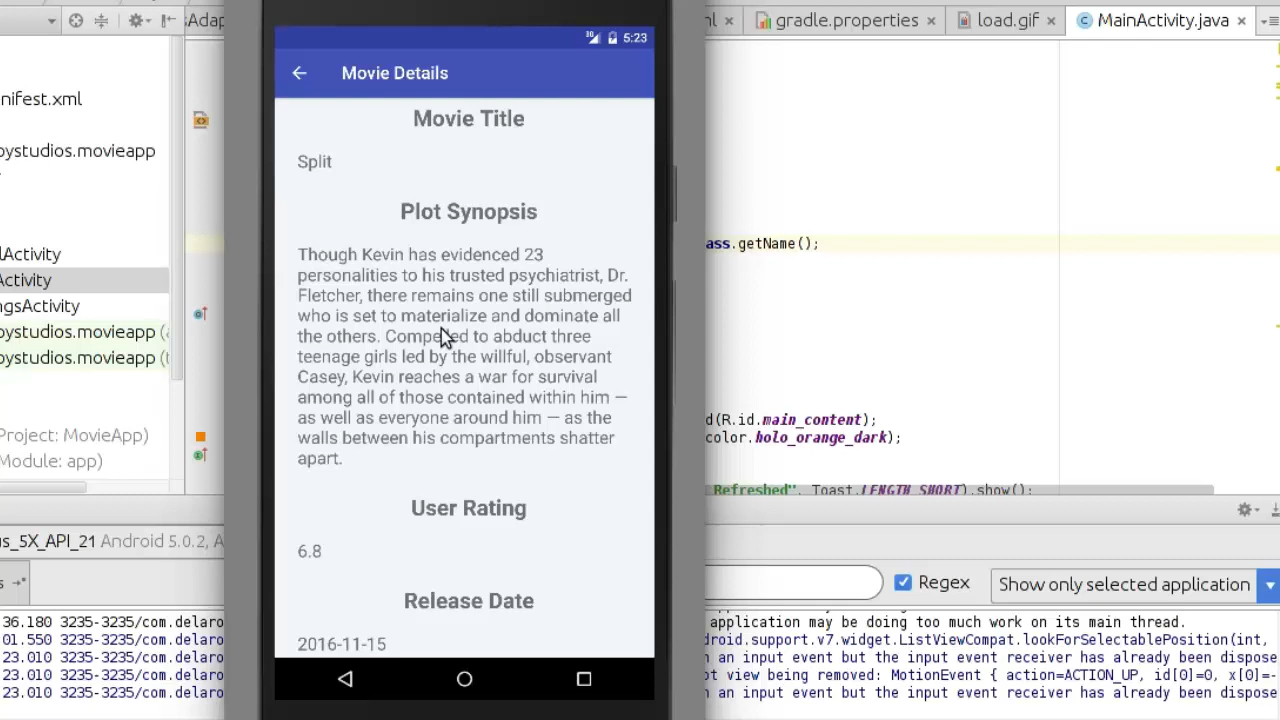 sAdap
nl
gradle.properties
load.gif
MainActivity.java
nifest.xml
oystudios.movieapp
lActivity
Activity
ngsActivity
oystudios.movieapp (a
oystudios.movieapp (t
Project: MovieApp)
Module: app)
5:23
Movie Details
Movie Title
Split
Plot Synopsis
Though Kevin has evidenced 23
personalities to his trusted psychiatrist, Dr.
Fletcher, there remains one still submerged
who is set to materialize and dominate all
the others. Compelled to abduct three
teenage girls led by the willful, observant
Casey, Kevin reaches a war for survival
among all of those contained within him —
as well as everyone around him — as the
walls between his compartments shatter
apart.
User Rating
6.8
Release Date
2016-11-15
ass.getName();
d(R.id.main_content);
color.holo_orange_dark);
Refreshed", Toast.LENGTH_SHORT).show();
us_5X_API_21 Android 5.0.2, A
s
Regex
Show only selected application
36.180 3235-3235/com.delaro
application may be doing too much work on its main thread.
01.550 3235-3235/com.delaro
droid.support.v7.widget.ListViewCompat.lookForSelectablePosition(int,
23.010 3235-3235/com.delaro
n an input event but the input event receiver has already been dispose
23.010 3235-3235/com.delaro
ot view being removed: MotionEvent { action=ACTION_UP, id[0]=0, x[0]=-
23.010 3235-3235/com.delaro
n an input event but the input event receiver has already been dispose